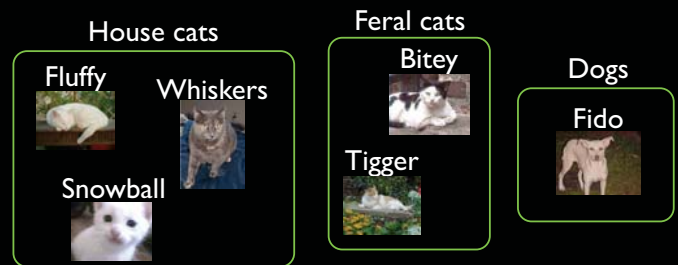 House cats
Fluffy
Whiskers
Snowball
Feral cats
Bitey
Tigger
Dogs
Fido